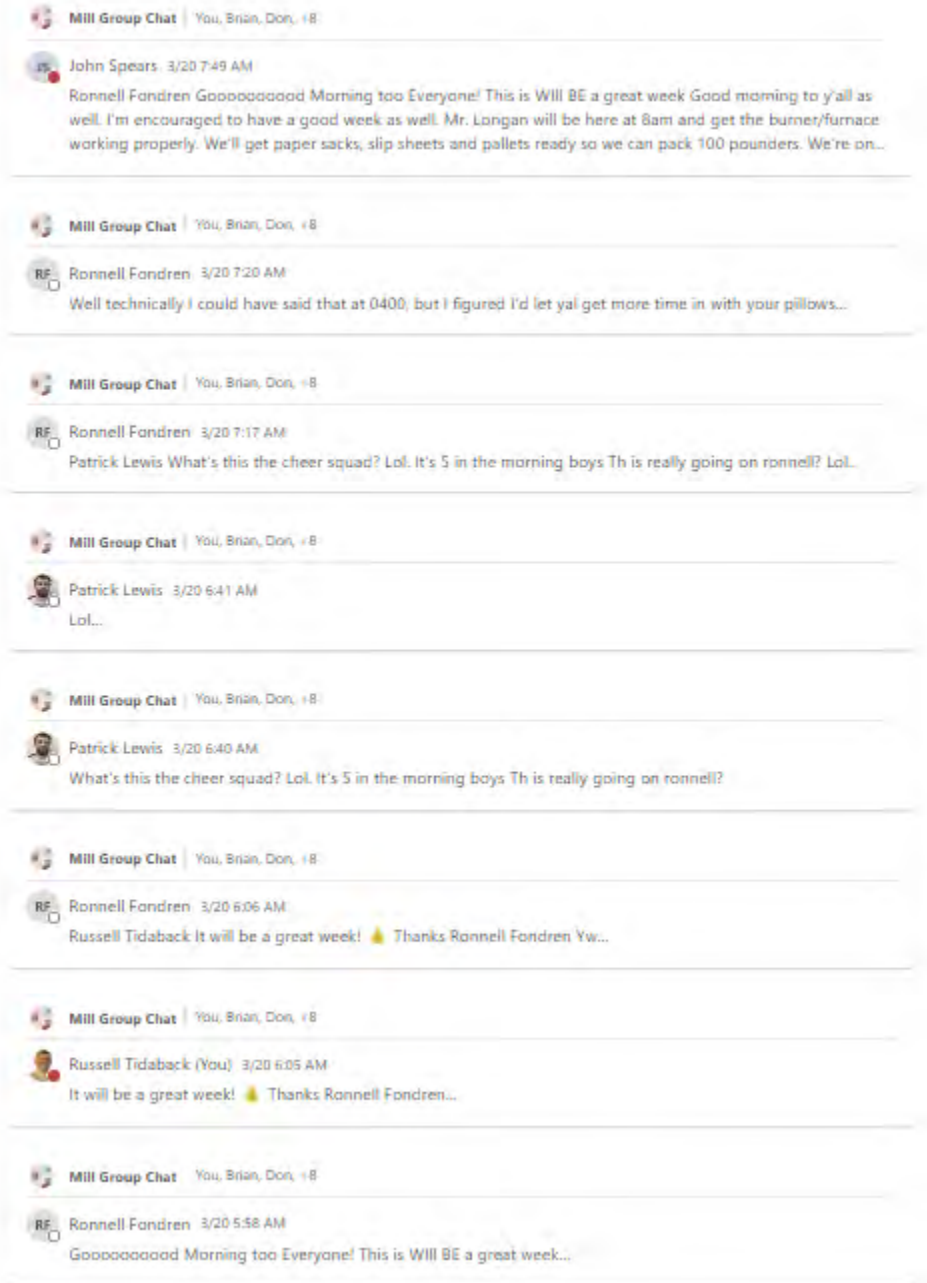 Mill Group Chat | You, Brian, Don, +8
JS John Spears 3/20 7:49 AM
Ronnell Fondren Goooooooood Morning too Everyone! This is WIll BE a great week Good morning to y'all as
well. I'm encouraged to have a good week as well. Mr. Longan will be here at 8am and get the burner/furnace
working properly. We'll get paper sacks, slip sheets and pallets ready so we can pack 100 pounders. We're on...
Mill Group Chat | You, Brian, Don, +8
RF Ronnell Fondren 3/20 7:20 AM
Well technically I could have said that at 0400, but I figured I'd let yal get more time in with your pillows...
Mill Group Chat | You, Brian, Don, +8
RF Ronnell Fondren 3/20 7:17 AM
Patrick Lewis What's this the cheer squad? Lol. It's 5 in the morning boys Th is really going on ronnell? Lol...
Mill Group Chat | You, Brian, Don, +8
Patrick Lewis 3/20 6:41 AM
Lol...
Mill Group Chat | You, Brian, Don, +8
Patrick Lewis 3/20 6:40 AM
What's this the cheer squad? Lol. It's 5 in the morning boys Th is really going on ronnell?
Mill Group Chat | You, Brian, Don, +8
RF Ronnell Fondren 3/20 6:06 AM
Russell Tidaback It will be a great week! Thanks Ronnell Fondren Yw...
Mill Group Chat | You, Brian, Don, +8
Russell Tidaback (You) 3/20 6:05 AM
It will be a great week! Thanks Ronnell Fondren...
Mill Group Chat You, Brian, Don, +8
RF Ronnell Fondren 3/20 5:58 AM
Gooooooooood Morning too Everyone! This is WIll BE a great week...